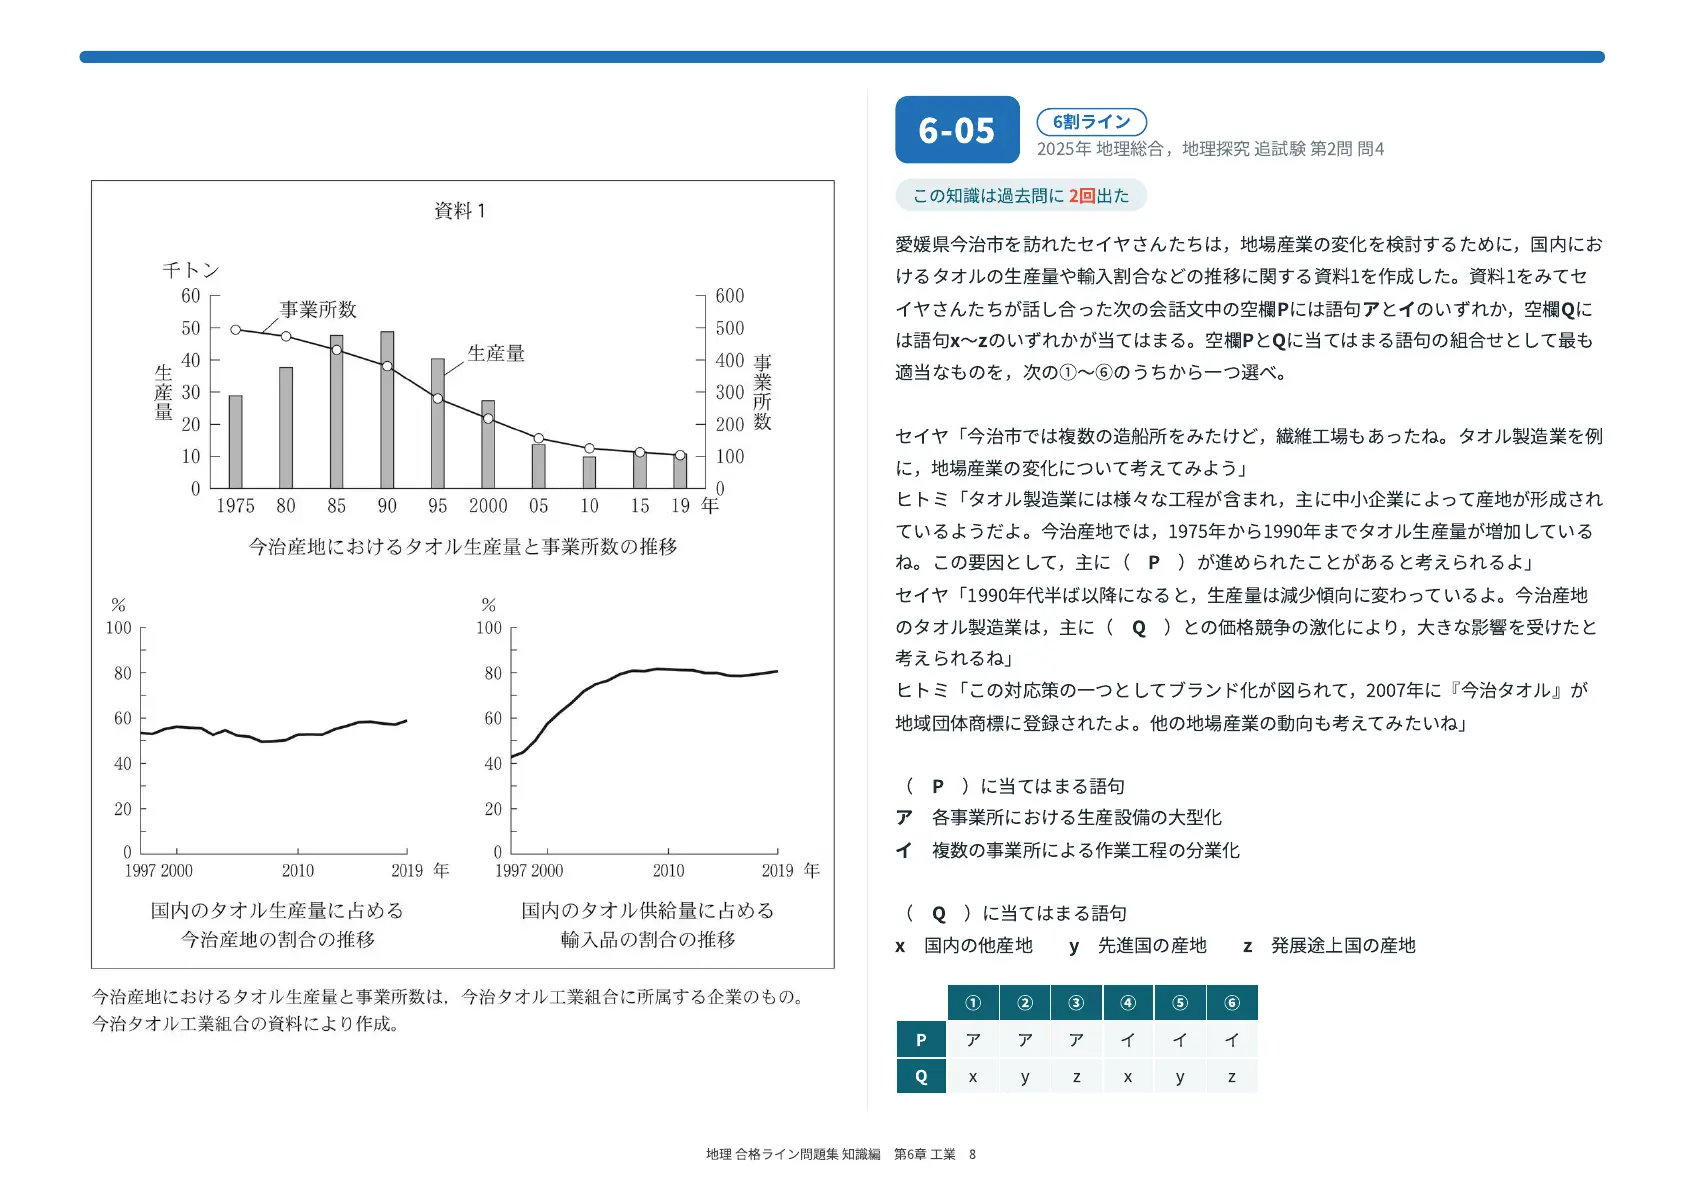 資料1
千トン
60
50
40
30
20
10
0
生産量
事業所数
生産量
600
500
400
300
200
100
0
事業所数
1975 80 85 90 95 2000 05 10 15 19 年
今治産地におけるタオル生産量と事業所数の推移
%
100
80
60
40
20
0
1997 2000 2010 2019 年
国内のタオル生産量に占める
今治産地の割合の推移
%
100
80
60
40
20
0
1997 2000 2010 2019 年
国内のタオル供給量に占める
輸入品の割合の推移
今治産地におけるタオル生産量と事業所数は，今治タオル工業組合に所属する企業のもの。
今治タオル工業組合の資料により作成。
6-05
6割ライン
2025年 地理総合，地理探究 追試験 第2問 問4
この知識は過去問に 2回出た
愛媛県今治市を訪れたセイヤさんたちは，地場産業の変化を検討するために，国内にお
けるタオルの生産量や輸入割合などの推移に関する資料1を作成した。資料1をみてセ
イヤさんたちが話し合った次の会話文中の空欄Pには語句アとイのいずれか，空欄Qに
は語句x～zのいずれかが当てはまる。空欄PとQに当てはまる語句の組合せとして最も
適当なものを，次の①～⑥のうちから一つ選べ。
セイヤ「今治市では複数の造船所をみたけど，繊維工場もあったね。タオル製造業を例
に，地場産業の変化について考えてみよう」
ヒトミ「タオル製造業には様々な工程が含まれ，主に中小企業によって産地が形成され
ているようだよ。今治産地では，1975年から1990年までタオル生産量が増加している
ね。この要因として，主に（　P　）が進められたことがあると考えられるよ」
セイヤ「1990年代半ば以降になると，生産量は減少傾向に変わっているよ。今治産地
のタオル製造業は，主に（　Q　）との価格競争の激化により，大きな影響を受けたと
考えられるね」
ヒトミ「この対応策の一つとしてブランド化が図られて，2007年に『今治タオル』が
地域団体商標に登録されたよ。他の地場産業の動向も考えてみたいね」
（　P　）に当てはまる語句
ア　各事業所における生産設備の大型化
イ　複数の事業所による作業工程の分業化
（　Q　）に当てはまる語句
x　国内の他産地　　y　先進国の産地　　z　発展途上国の産地
① ② ③ ④ ⑤ ⑥
P ア ア ア イ イ イ
Q x y z x y z
地理 合格ライン問題集 知識編　第6章 工業　8